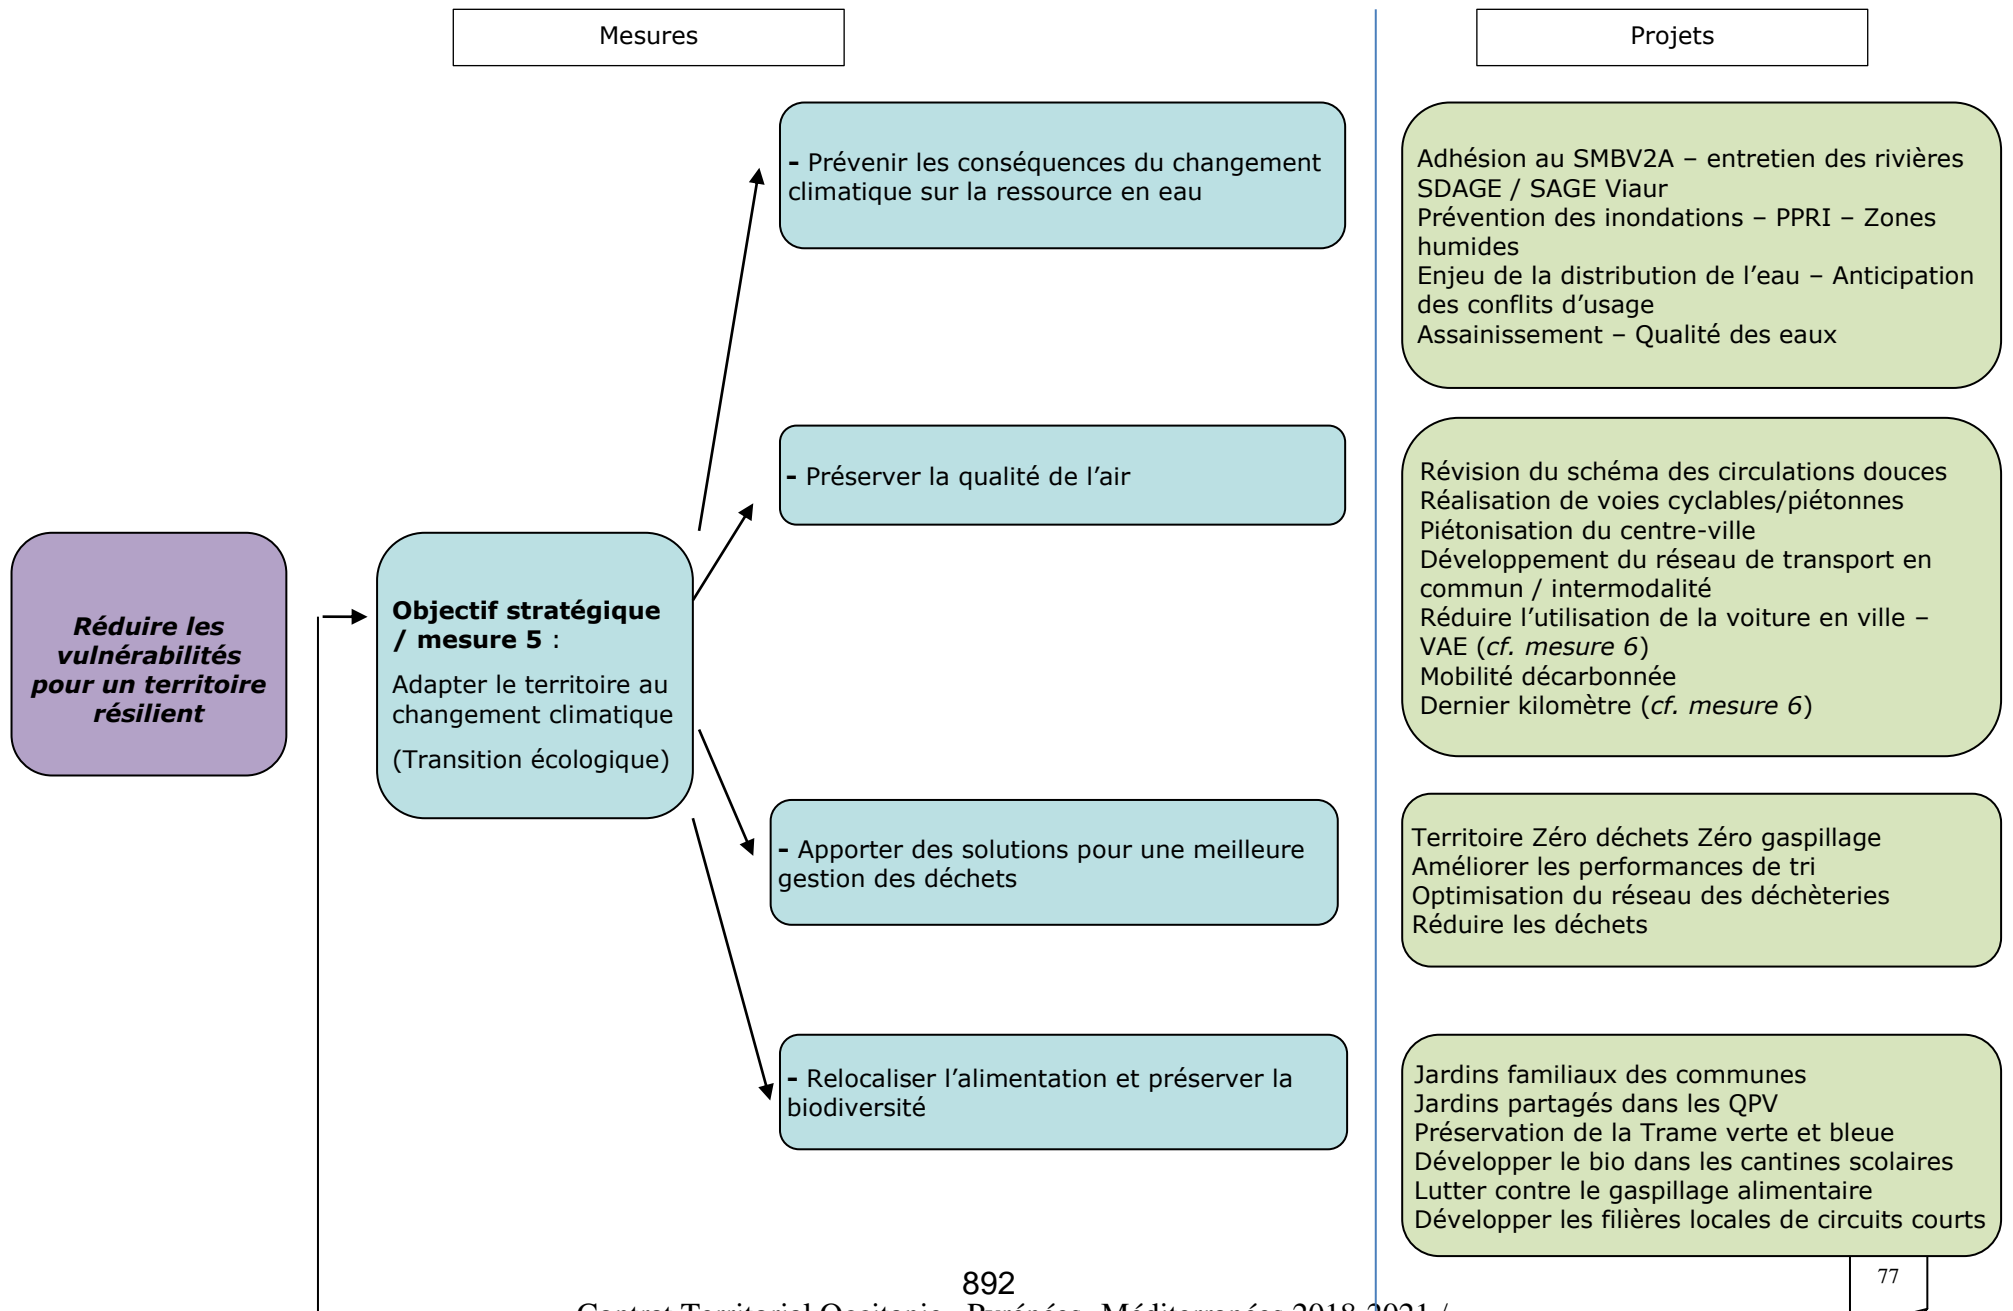 Mesures
Projets
- Prévenir les conséquences du changement
climatique sur la ressource en eau
Adhésion au SMBV2A – entretien des rivières
SDAGE / SAGE Viaur
Prévention des inondations – PPRI – Zones
humides
Enjeu de la distribution de l’eau – Anticipation
des conflits d’usage
Assainissement – Qualité des eaux
- Préserver la qualité de l’air
Révision du schéma des circulations douces
Réalisation de voies cyclables/piétonnes
Piétonisation du centre-ville
Développement du réseau de transport en
commun / intermodalité
Réduire l’utilisation de la voiture en ville –
VAE (cf. mesure 6)
Mobilité décarbonnée
Dernier kilomètre (cf. mesure 6)
Réduire les
vulnérabilités
pour un territoire
résilient
Objectif stratégique
/ mesure 5 :
Adapter le territoire au
changement climatique
(Transition écologique)
- Apporter des solutions pour une meilleure
gestion des déchets
Territoire Zéro déchets Zéro gaspillage
Améliorer les performances de tri
Optimisation du réseau des déchèteries
Réduire les déchets
- Relocaliser l’alimentation et préserver la
biodiversité
Jardins familiaux des communes
Jardins partagés dans les QPV
Préservation de la Trame verte et bleue
Développer le bio dans les cantines scolaires
Lutter contre le gaspillage alimentaire
Développer les filières locales de circuits courts
892
77
Contrat Territorial Occitanie - Pyrénées -Méditerranées 2018-2021 /